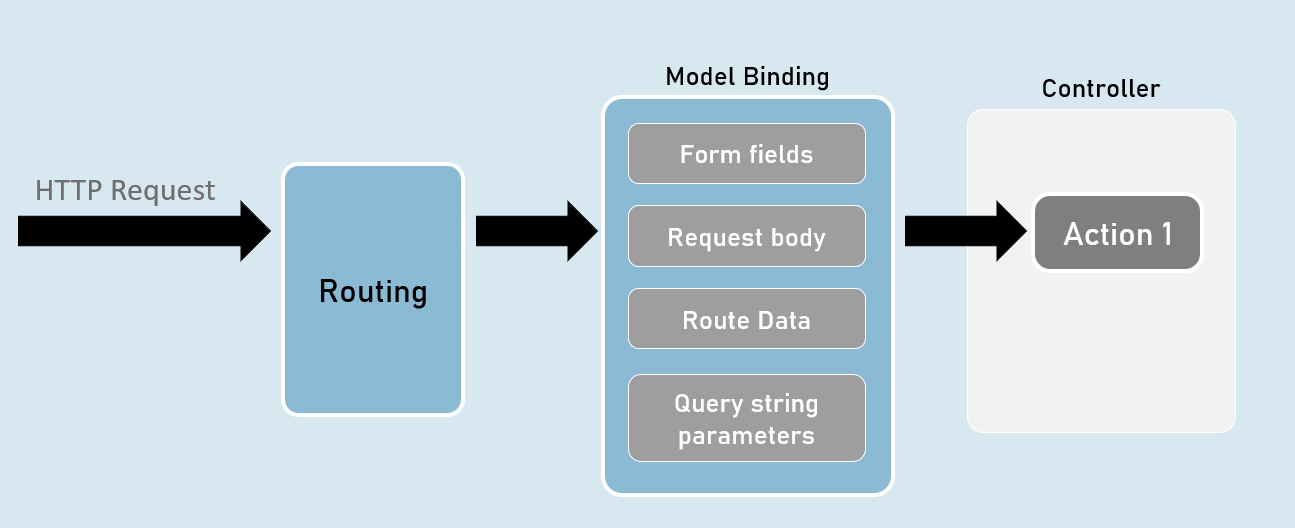 HTTP Request
Routing
Model Binding
Form fields
Request body
Route Data
Query string
parameters
Controller
Action 1